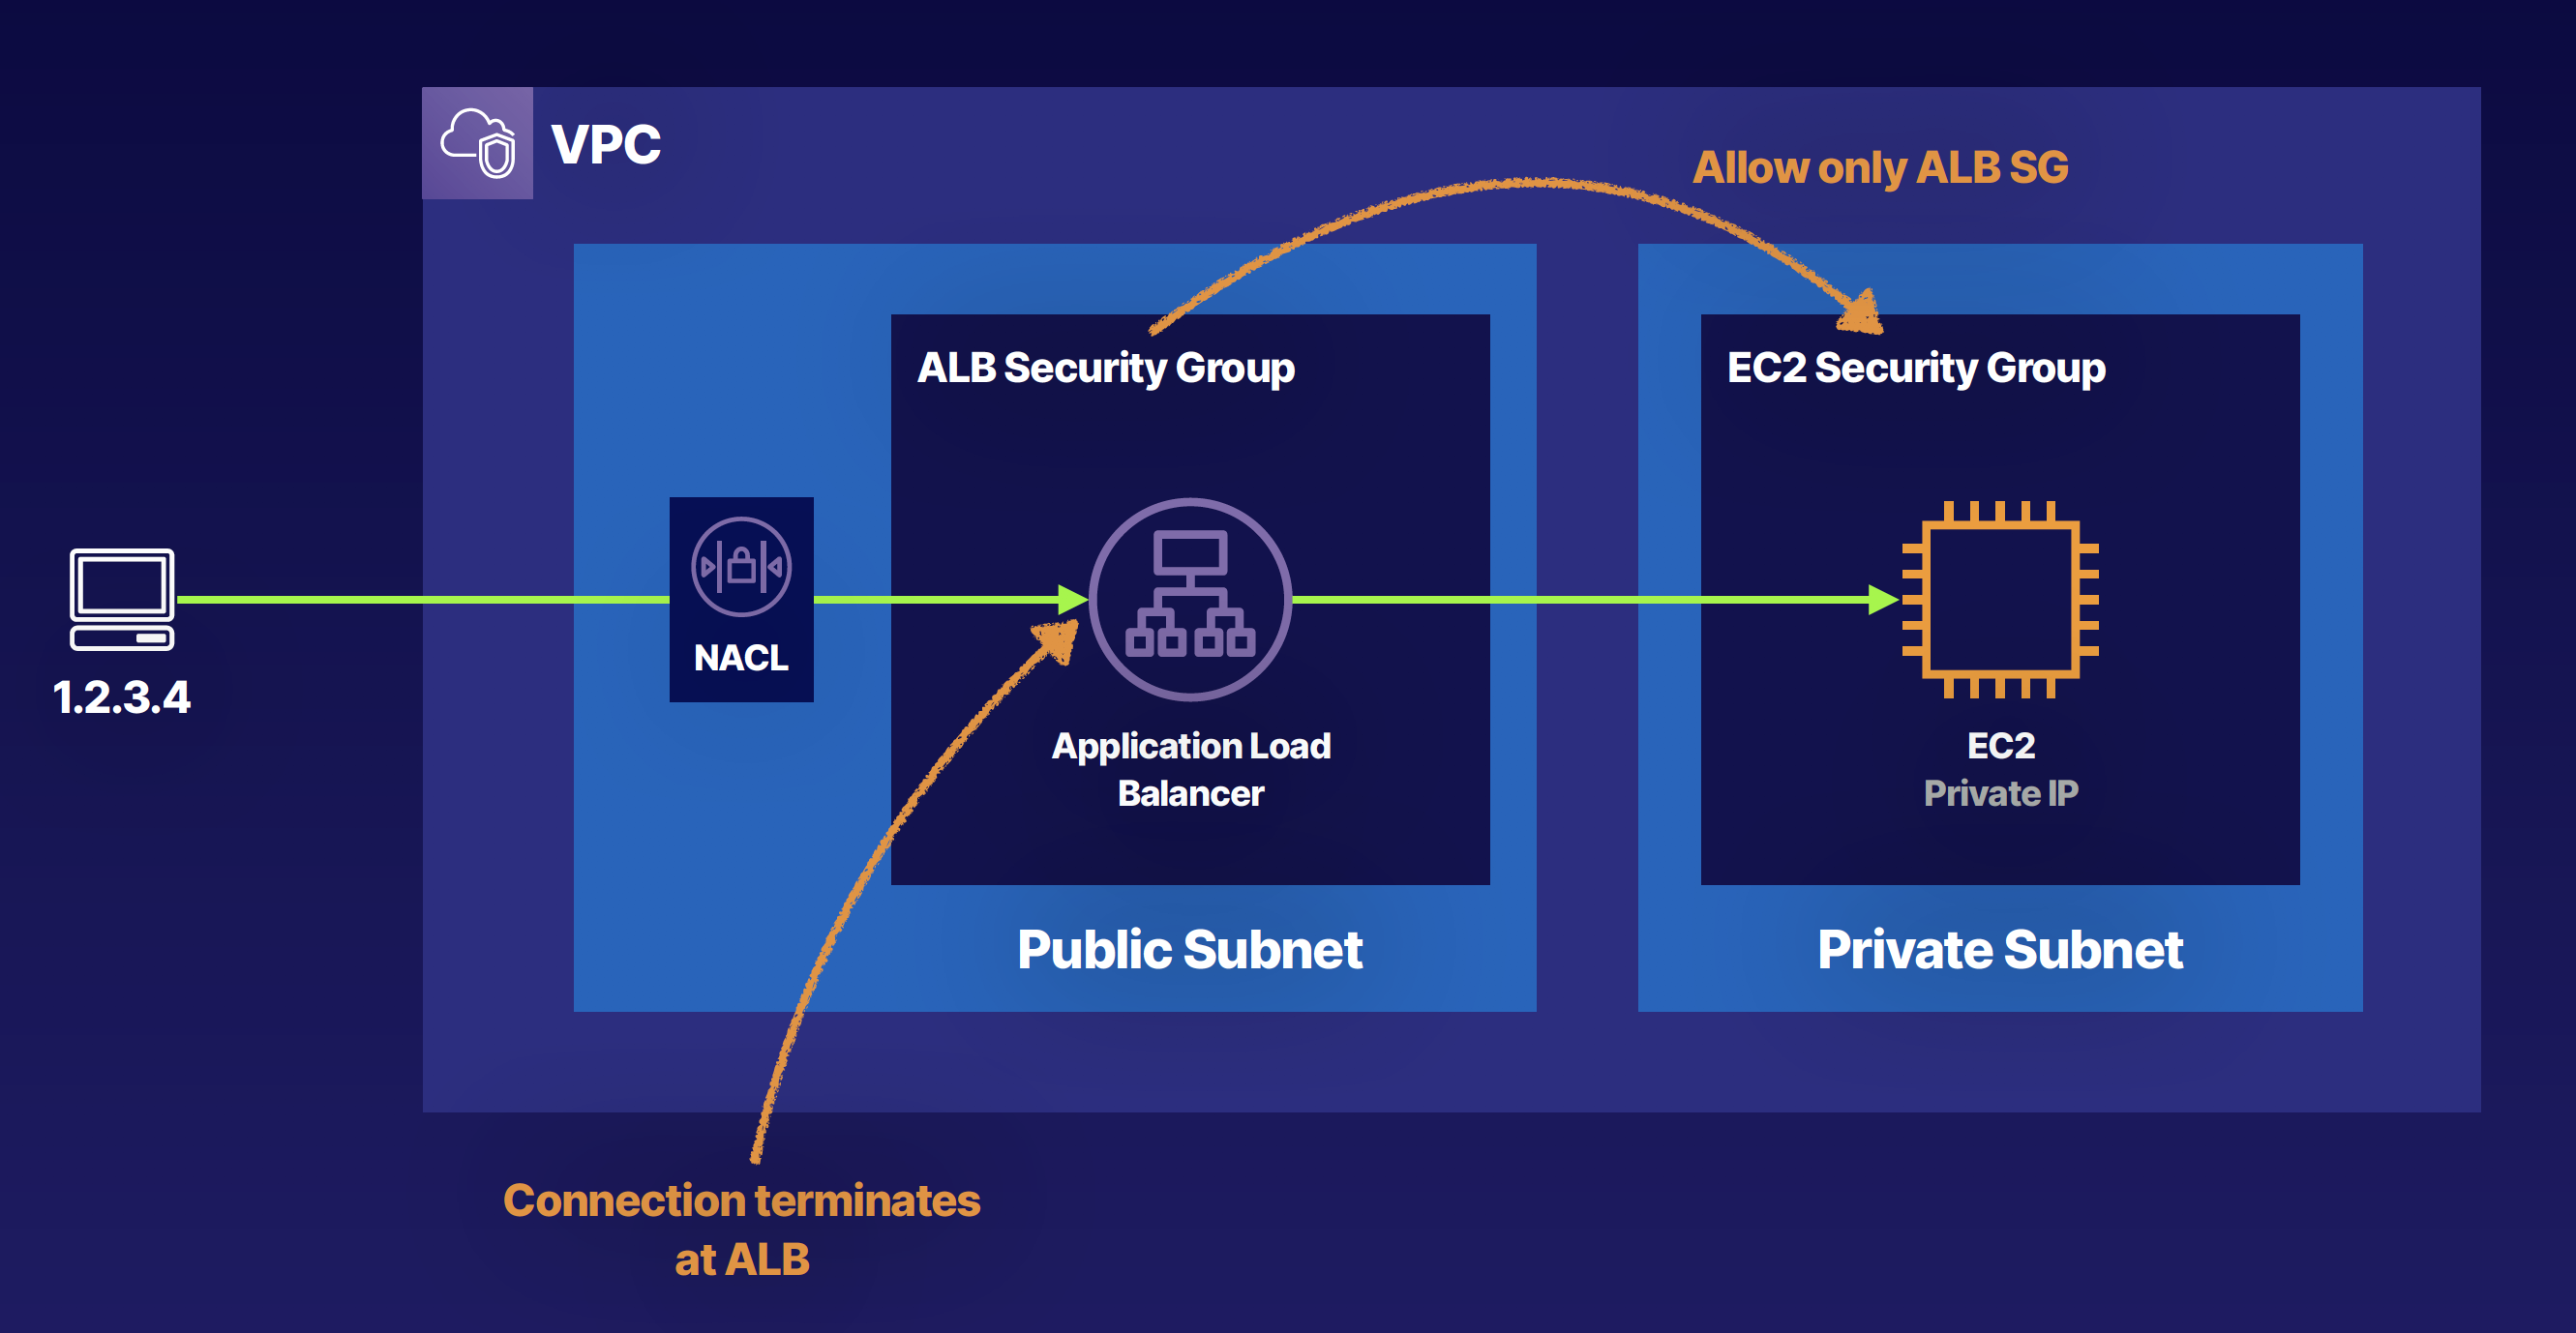 VPC
Allow only ALB SG
ALB Security Group
EC2 Security Group
NACL
1.2.3.4
Application Load
Balancer
EC2
Private IP
Public Subnet
Private Subnet
Connection terminates
at ALB